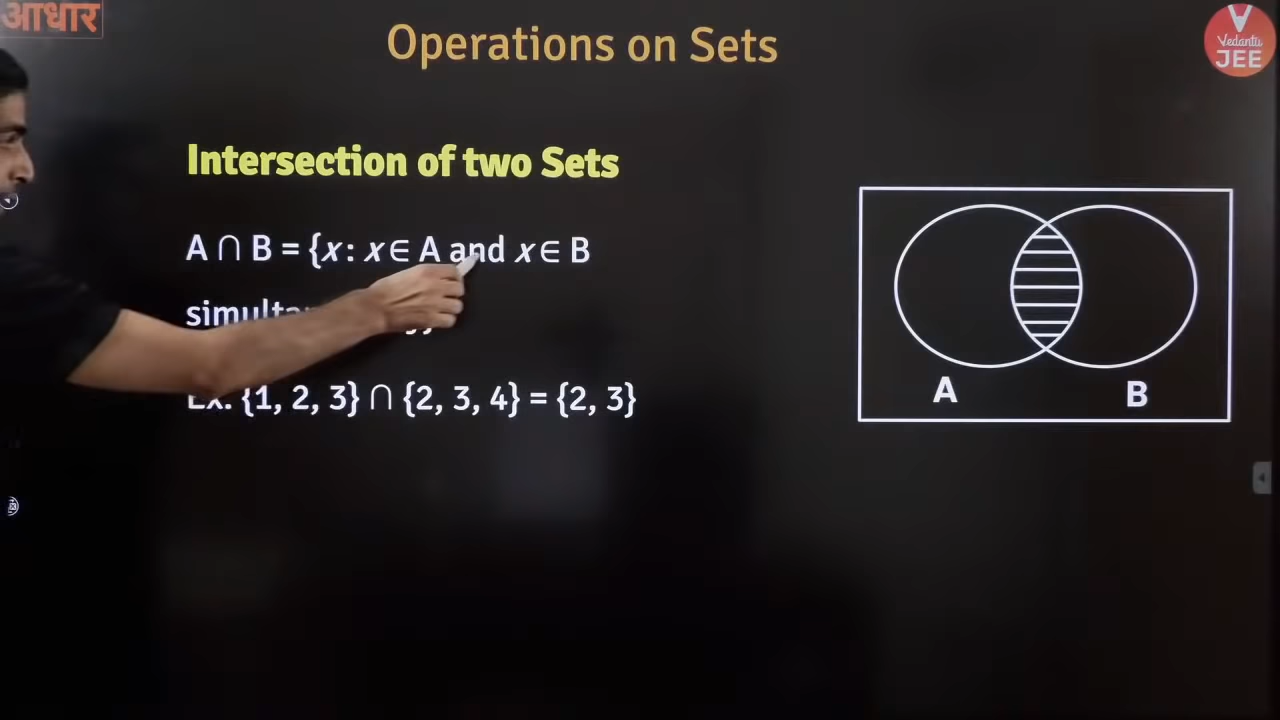 आधार
Operations on Sets
Vedantu
JEE
Intersection of two Sets
A ∩ B = {x : x ∈ A and x ∈ B
Ex. {1, 2, 3} ∩ {2, 3, 4} = {2, 3}
A
B